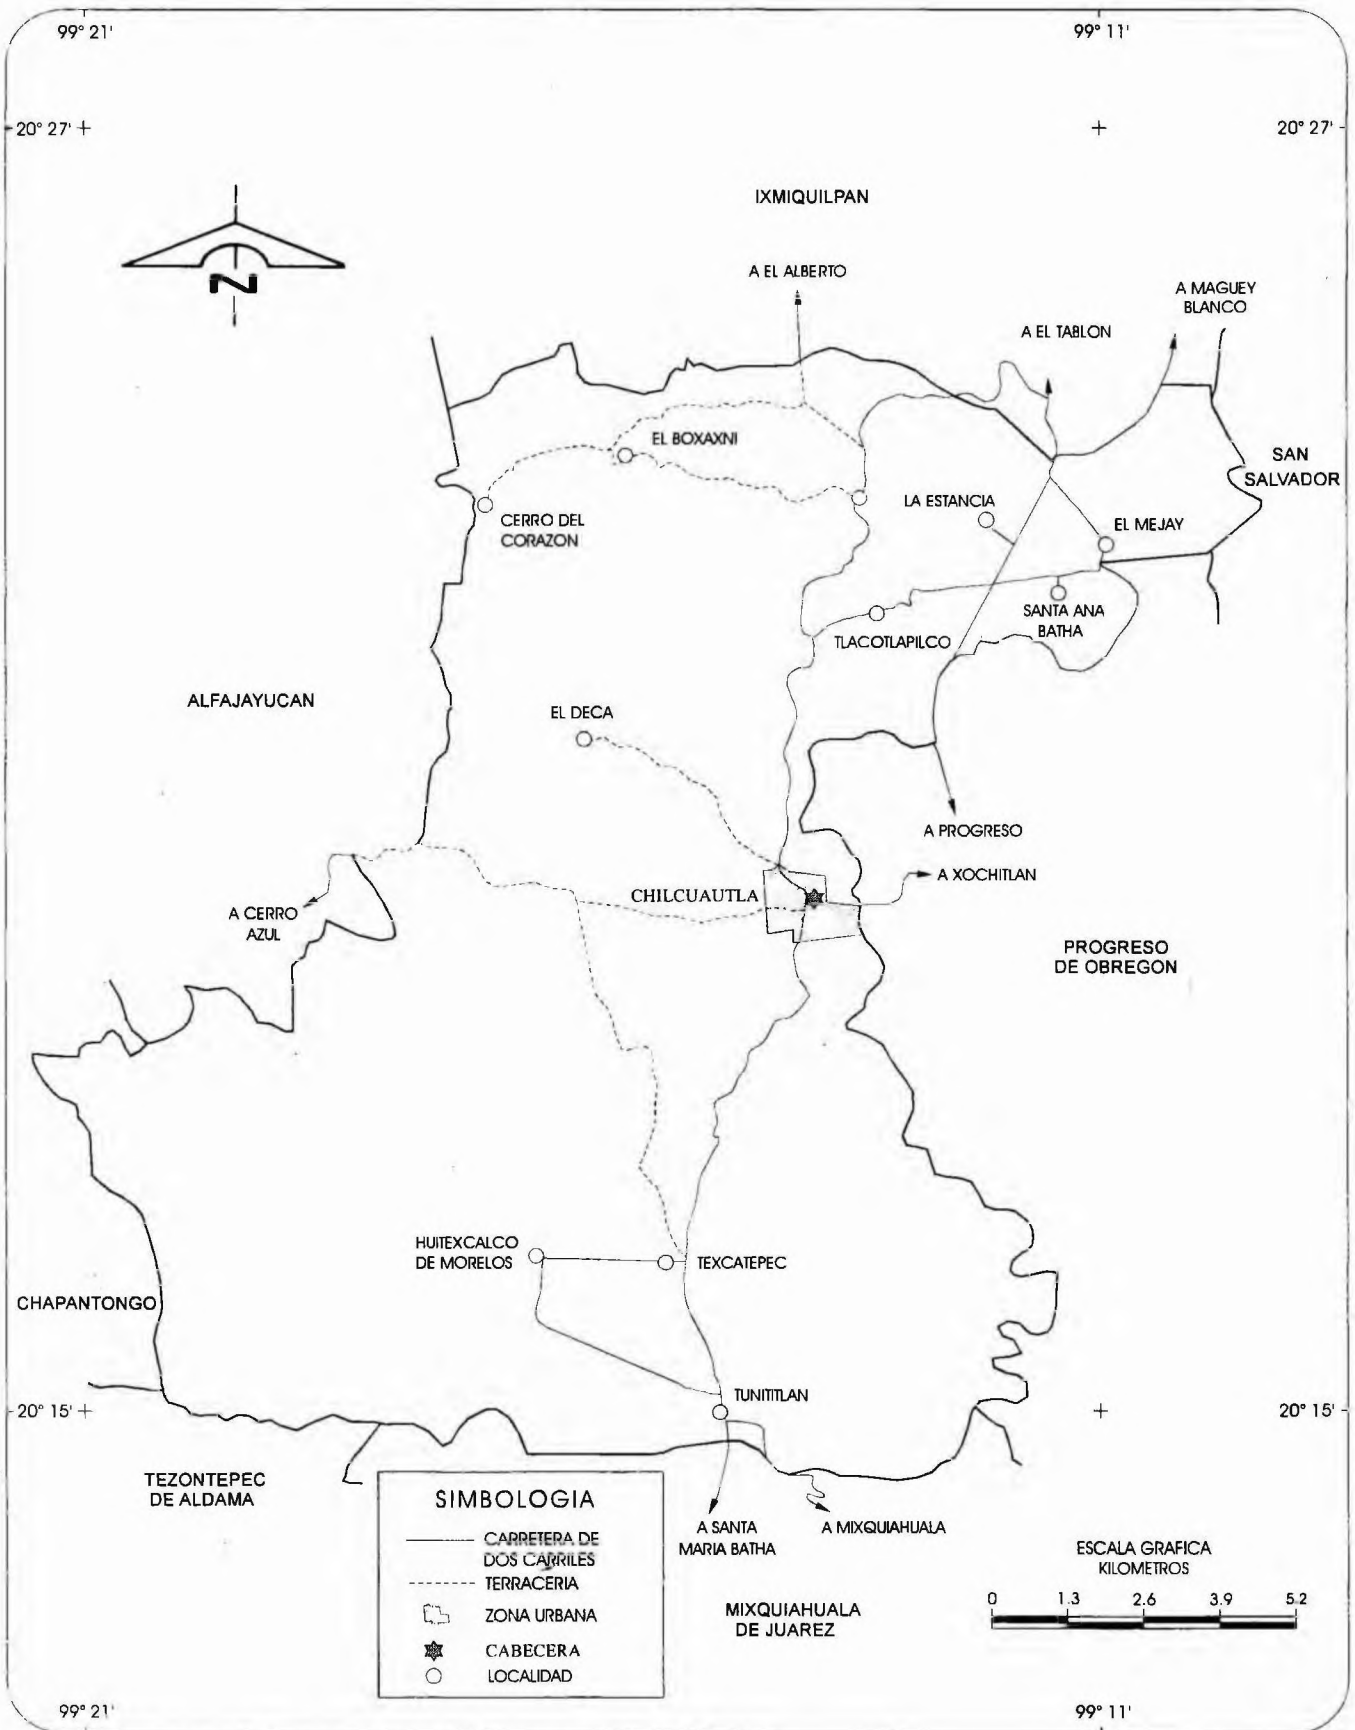 99° 21'
99° 11'
20° 27'
20° 27'
IXMIQUILPAN
N
A EL ALBERTO
A MAGUEY
BLANCO
A EL TABLON
EL BOXAXNI
SAN
SALVADOR
LA ESTANCIA
CERRO DEL
CORAZON
EL MEJAY
SANTA ANA
BATHA
TLACOTLAPILCO
ALFAJAYUCAN
EL DECA
A PROGRESO
A XOCHITLAN
CHILCUAUTLA
A CERRO
AZUL
PROGRESO
DE OBREGON
HUITEXCALCO
DE MORELOS
TEXCATEPEC
CHAPANTONGO
TUNITITLAN
20° 15'
20° 15'
TEZONTEPEC
DE ALDAMA
SIMBOLOGIA
CARRETERA DE
DOS CARRILES
TERRACERIA
ZONA URBANA
CABECERA
LOCALIDAD
A SANTA
MARIA BATHA
A MIXQUIAHUALA
MIXQUIAHUALA
DE JUAREZ
ESCALA GRAFICA
KILOMETROS
0 1.3 2.6 3.9 5.2
99° 21'
99° 11'